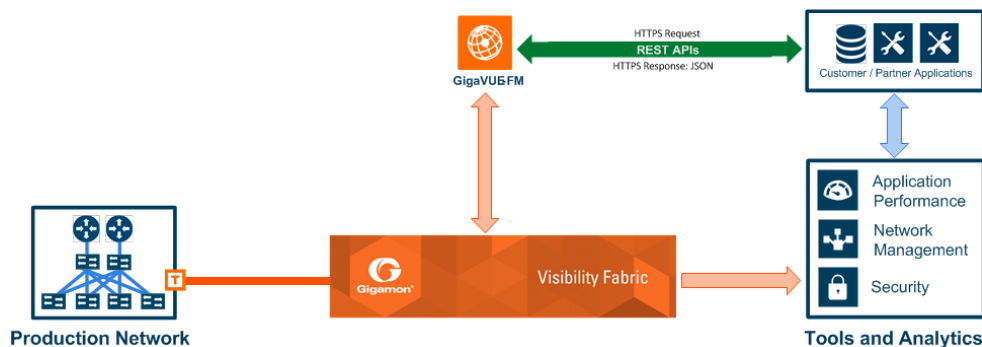 HTTPS Request
REST APIs
HTTPS Response: JSON
GigaVUE-FM
Customer / Partner Applications
Application
Performance
Network
Management
Security
T
Gigamon®
Visibility Fabric
Production Network
Tools and Analytics